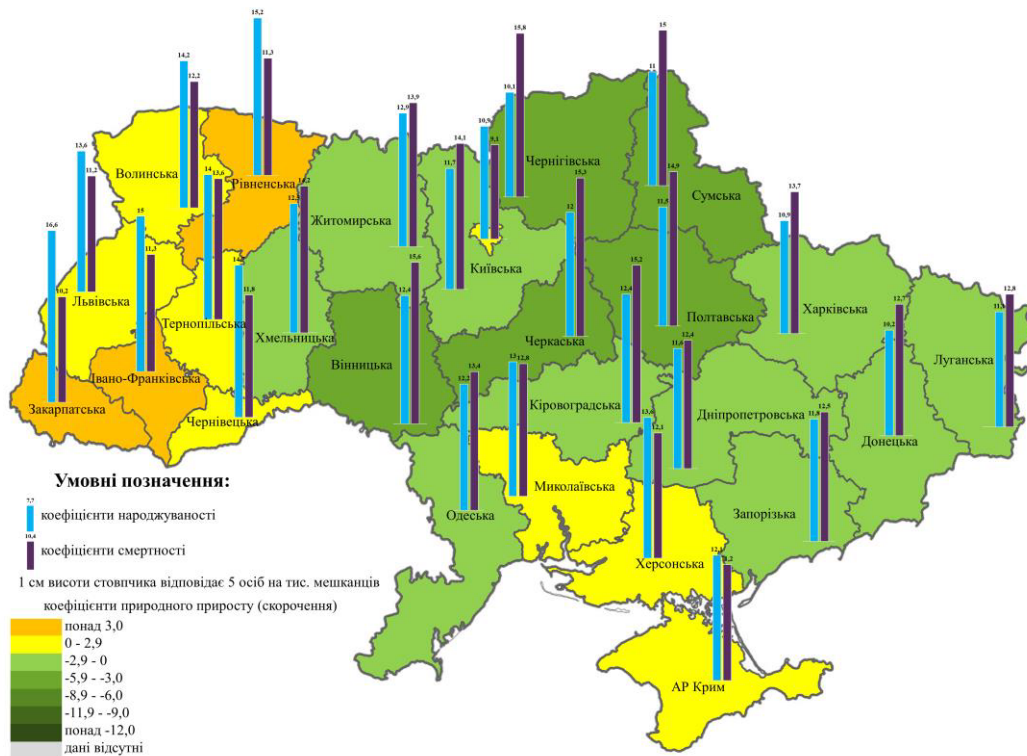 15,2
11,3
15,8
10,1
15
11
14,2
12,2
13,9
12,9
10,9
9,1
Чернігівська
Сумська
13,6
11,2
Волинська
Рівненська
14
13,6
Житомирська
14,1
11,7
Київська
15,3
12
14,9
11,5
13,7
10,9
16,6
10,2
15
11,3
Львівська
Тернопільська
11,8
Хмельницька
15,6
12,4
Вінницька
Черкаська
15,2
12,4
Полтавська
Харківська
12,7
10,2
12,8
Луганська
Закарпатська
Івано-Франківська
Чернівецька
13,4
12,2
13
12,8
Кіровоградська
12,4
11,6
Дніпропетровська
12,5
11,8
Донецька
13,6
12,1
Умовні позначення:
7,7
коефіцієнти народжуваності
10,4
коефіцієнти смертності
Одеська
Миколаївська
Запорізька
Херсонська
12,1
1 см висоти стовпчика відповідає 5 осіб на тис. мешканців
коефіцієнти природного приросту (скорочення)
понад 3,0
0 - 2,9
-2,9 - 0
-5,9 - -3,0
-8,9 - -6,0
-11,9 - -9,0
понад -12,0
дані відсутні
АР Крим